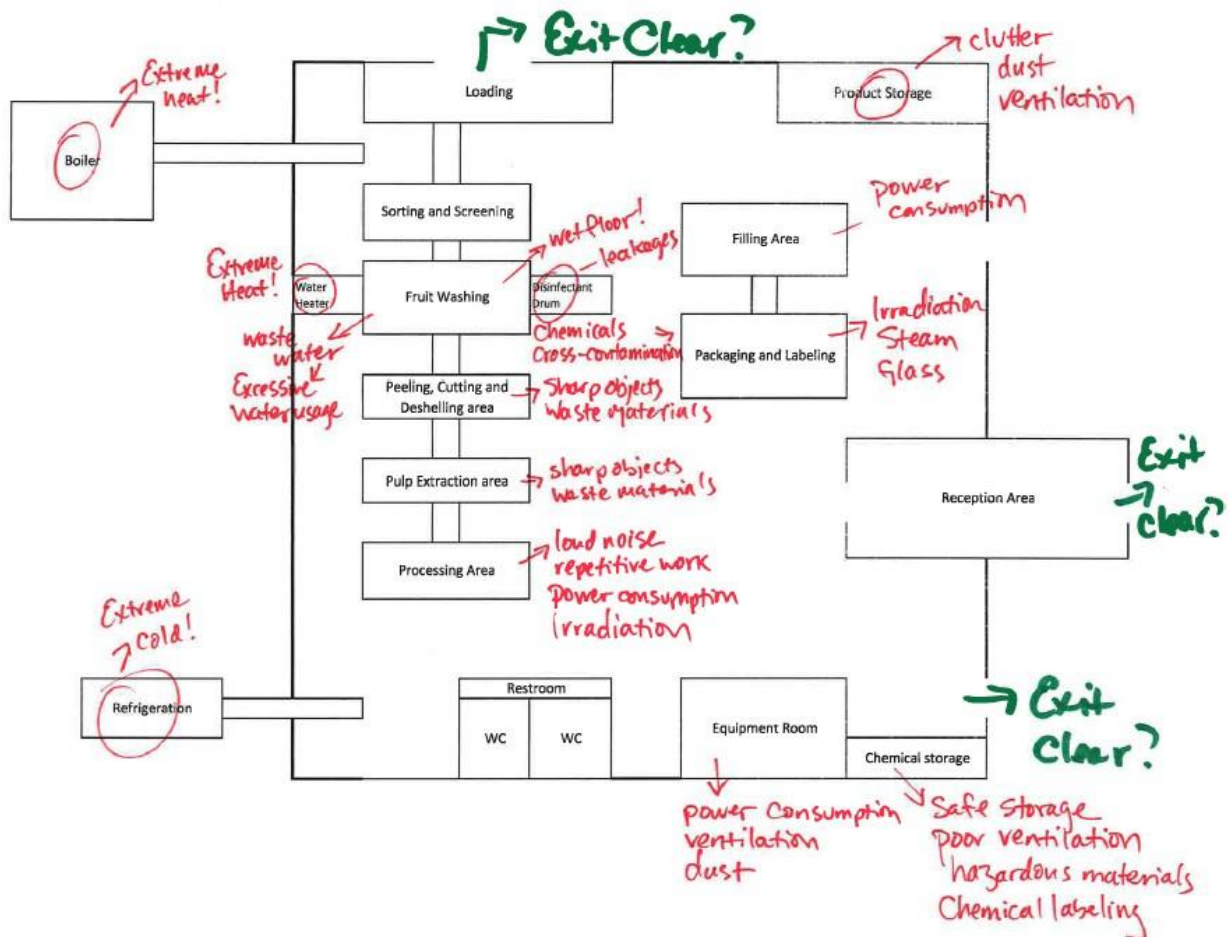 Exit Clear?
clutter
dust
ventilation
Extreme
heat!
Loading
Product Storage
Boiler
Sorting and Screening
power
consumption
wet floor!
leakages
Filling Area
Extreme
Heat!
Water
Heater
Fruit Washing
Disinfectant
Drum
waste
water
Excessive
water usage
Chemicals
Cross-contamination
Packaging and Labeling
Irradiation
Steam
Glass
Peeling, Cutting and
Deshelling area
Sharp objects
Waste materials
Pulp Extraction area
sharp objects
waste materials
Reception Area
Exit
clear?
Processing Area
loud noise
repetitive work
power consumption
irradiation
Extreme
cold!
Refrigeration
Restroom
WC
WC
Equipment Room
Chemical storage
Exit
Clear?
power consumption
ventilation
dust
Safe Storage
poor ventilation
hazardous materials
Chemical labeling